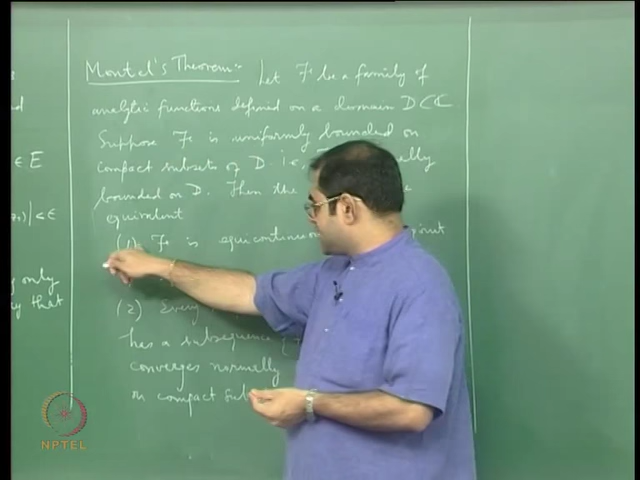 Montel's Theorem:- Let F be a family of
analytic functions defined on a domain D⊂ℂ.
Suppose F is uniformly bounded on
compact subsets of D. i.e,
bounded on D. Then the
equivalent
(1) F is equicontinuous
(2) Every
has a subsequence {
converges normally
on compact
∈ E
)| < ε
only
that
NPTEL